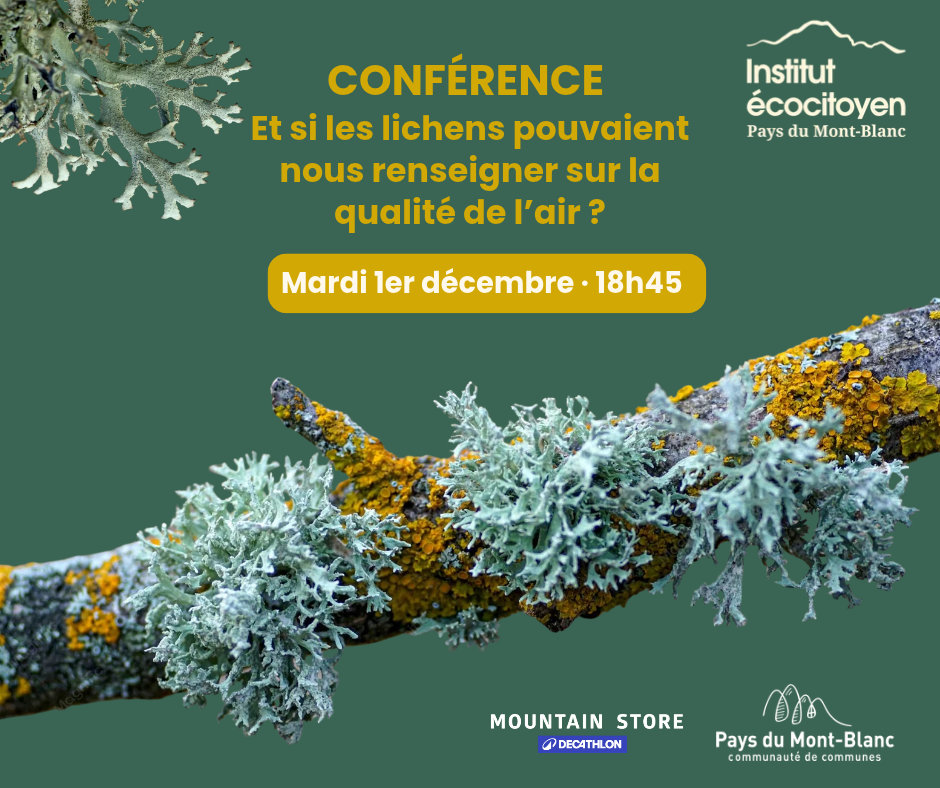 CONFÉRENCE
Et si les lichens pouvaient
nous renseigner sur la
qualité de l'air ?
Mardi 1er décembre · 18h45
Institut
écocitoyen
Pays du Mont-Blanc
MOUNTAIN STORE
DECATHLON
Pays du Mont-Blanc
communauté de communes